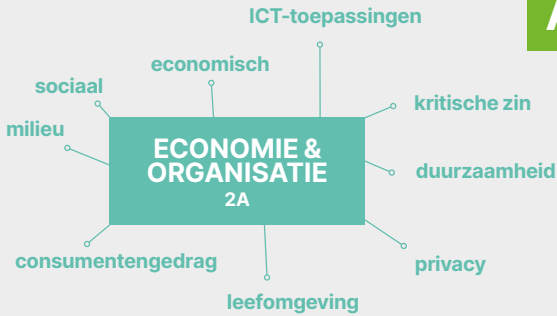 ICT-toepassingen
economisch
sociaal
kritische zin
milieu
ECONOMIE &
ORGANISATIE
2A
duurzaamheid
consumentengedrag
privacy
leefomgeving